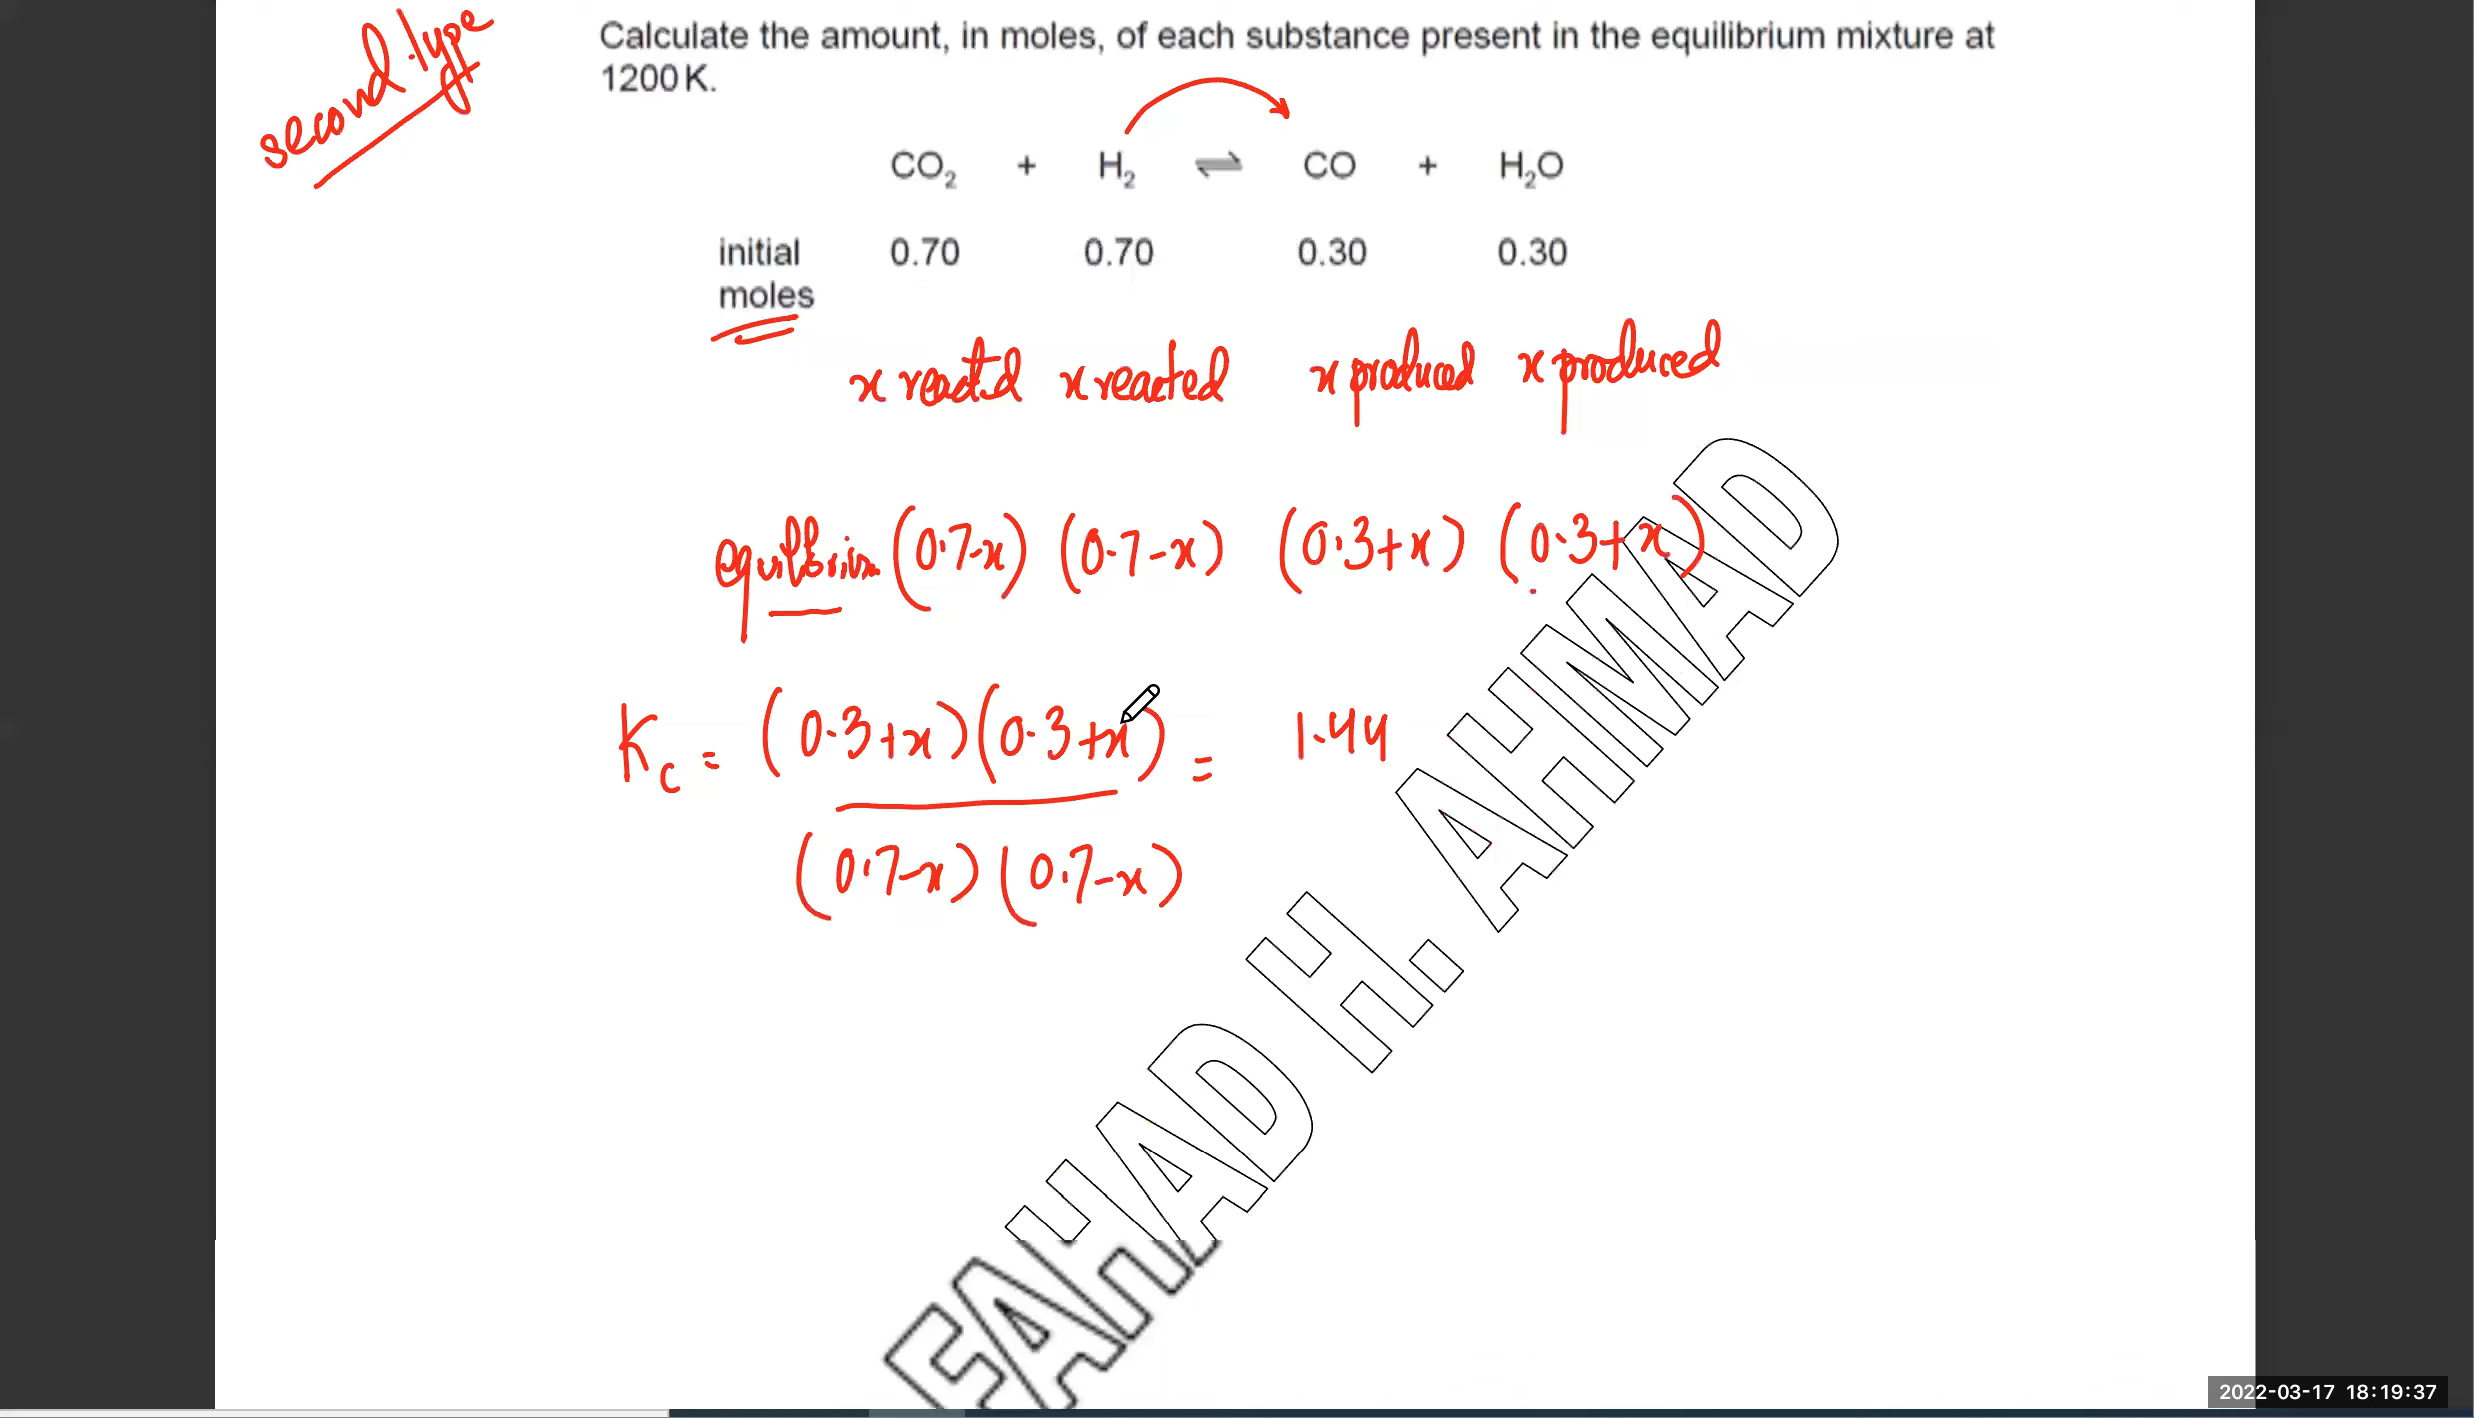 second type
Calculate the amount, in moles, of each substance present in the equilibrium mixture at
1200 K.
CO₂ + H₂ ⇌ CO + H₂O
initial 0.70 0.70 0.30 0.30
moles
x reacted x reacted x produced x produced
equilibrium (0.7-x) (0.7-x) (0.3+x) (0.3+x)
Kc = (0.3+x)(0.3+x) = 1.44
(0.7-x)(0.7-x)
FAHAD H. AHMAD
2022-03-17 18:19:37